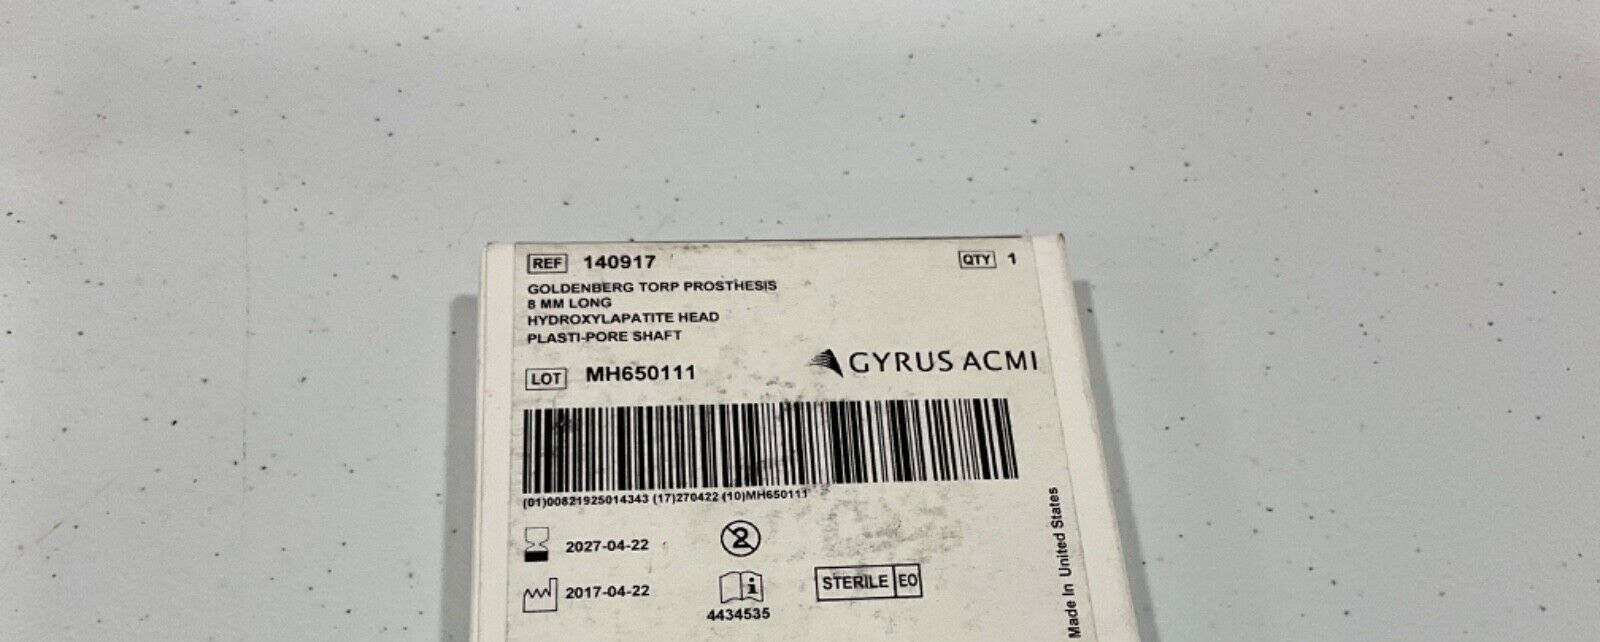 REF 140917
QTY 1
GOLDENBERG TORP PROSTHESIS
8 MM LONG
HYDROXYLAPATITE HEAD
PLASTI-PORE SHAFT
LOT MH650111
GYRUS ACMI
(01)00821925014343 (17)270422 (10)MH650111
2027-04-22
2
2017-04-22
i
4434535
STERILE EO
Made In United States